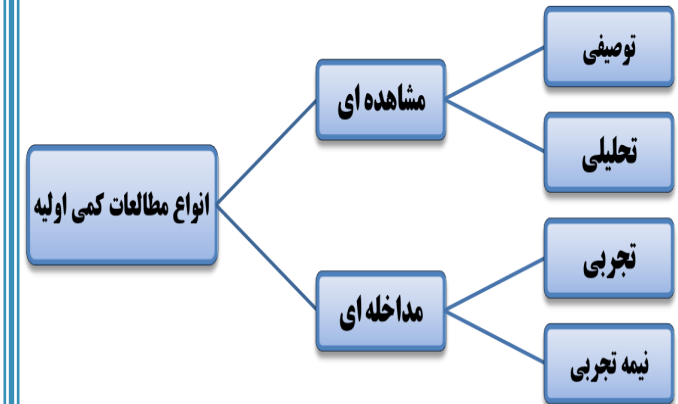 انواع مطالعات کمی اولیه
مشاهده ای
توصیفی
تحلیلی
مداخله ای
تجربی
نیمه تجربی